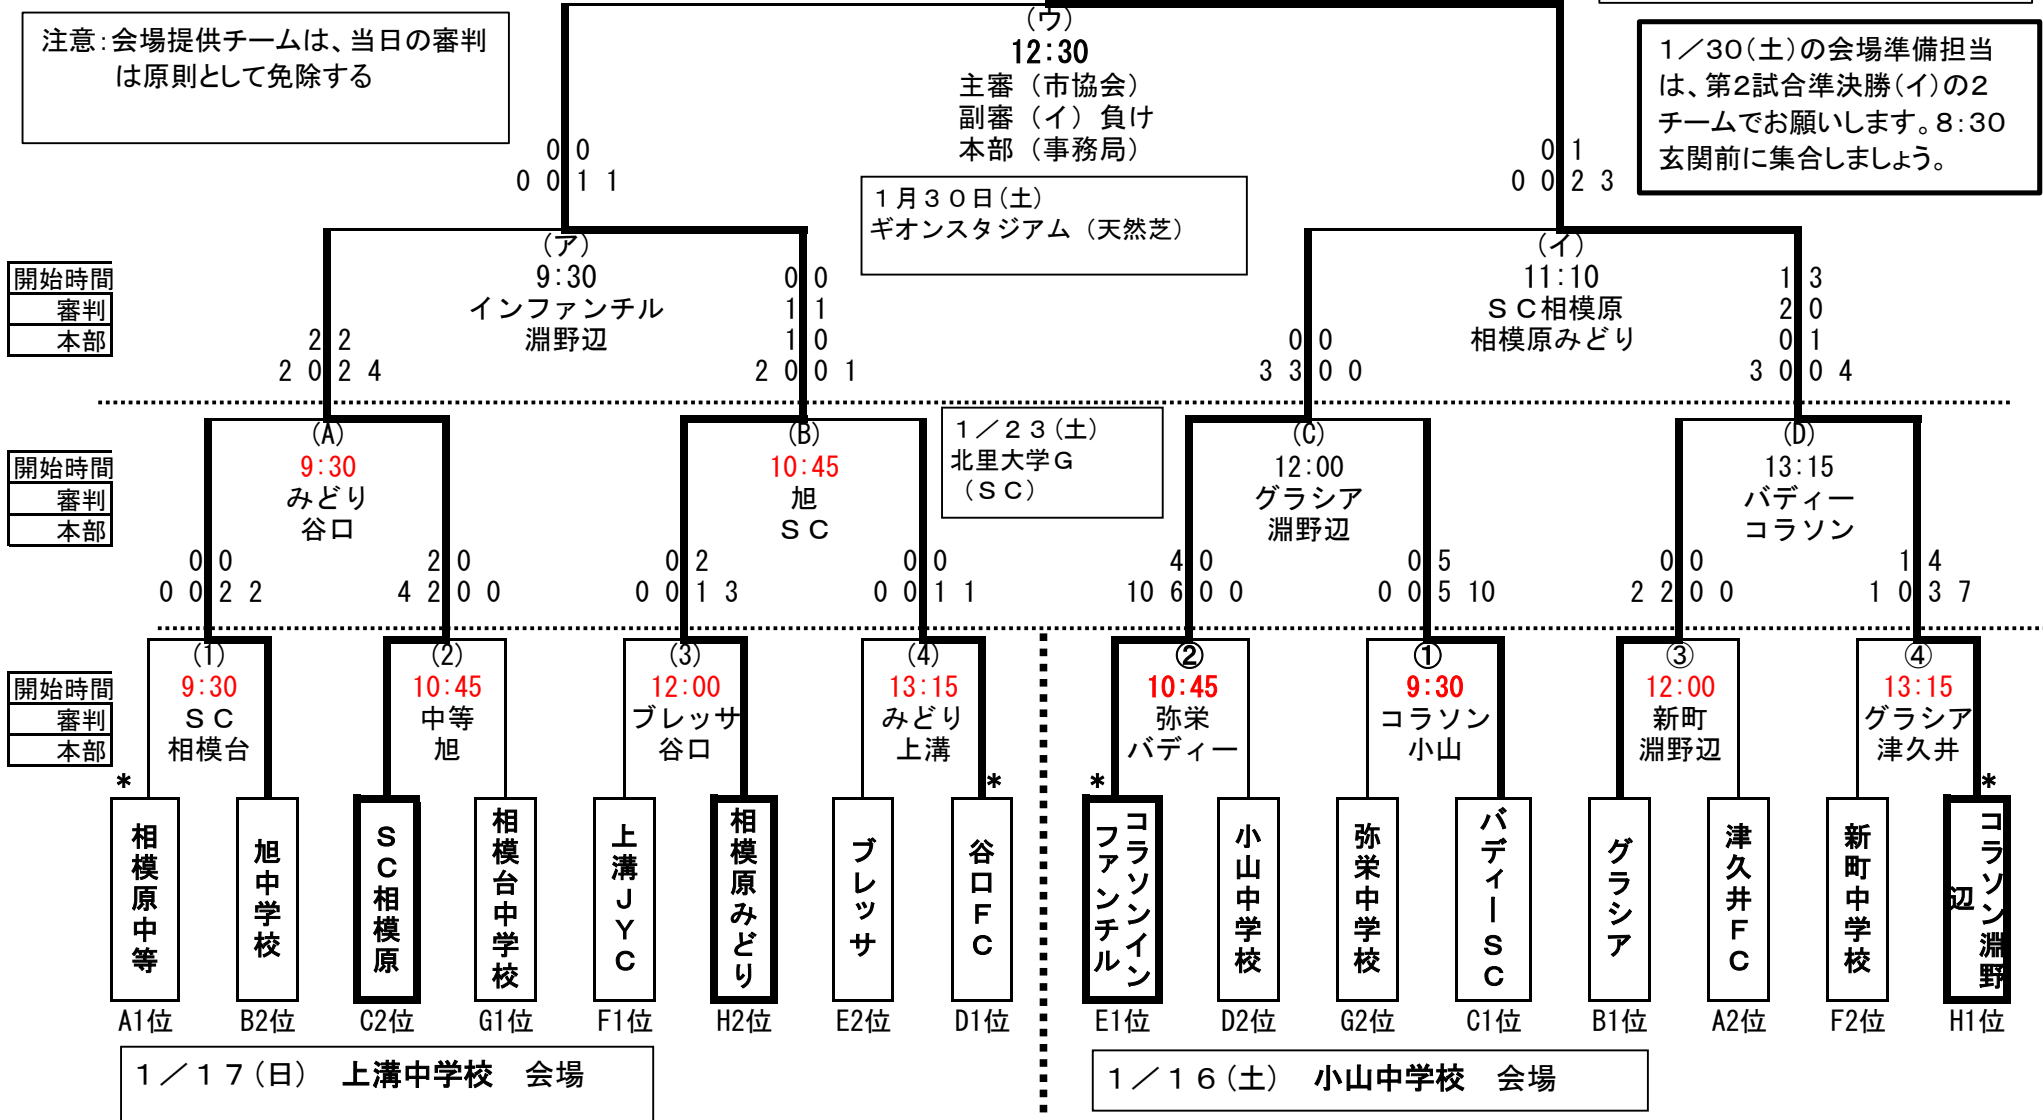 注意:会場提供チームは、当日の審判
は原則として免除する
(ウ)
12:30
主審(市協会)
副審(イ)負け
本部(事務局)
1/30(土)の会場準備担当
は、第2試合準決勝(イ)の2
チームでお願いします。8:30
玄関前に集合しましょう。
0 0
0 0 1 1
0 1
0 0 2 3
1月30日(土)
ギオンスタジアム(天然芝)
開始時間
審判
本部
(ア)
9:30
インファンチル
淵野辺
(イ)
11:10
SC相模原
相模原みどり
2 2
2 0 2 4
0 0
1 1
1 0
2 0 0 1
0 0
3 3 0 0
1 3
2 0
0 1
3 0 0 4
開始時間
審判
本部
(A)
9:30
みどり
谷口
(B)
10:45
旭
SC
1/23(土)
北里大学G
(SC)
(C)
12:00
グラシア
淵野辺
(D)
13:15
バディー
コラソン
0 0
0 0 2 2
2 0
4 2 0 0
0 2
0 0 1 3
0 0
0 0 1 1
4 0
10 6 0 0
0 5
0 0 5 10
0 0
2 2 0 0
1 4
1 0 3 7
開始時間
審判
本部
(1)
9:30
SC
相模台
(2)
10:45
中等
旭
(3)
12:00
ブレッサ
谷口
(4)
13:15
みどり
上溝
②
10:45
弥栄
バディー
①
9:30
コラソン
小山
③
12:00
新町
淵野辺
④
13:15
グラシア
津久井
* * * *
相模原中等
旭中学校
SC相模原
相模台中学校
上溝JYC
相模原みどり
ブレッサ
谷口FC
コラソンイン
ファンチル
小山中学校
弥栄中学校
バディーSC
グラシア
津久井FC
新町中学校
コラソン淵野
辺
A1位 B2位 C2位 G1位 F1位 H2位 E2位 D1位 E1位 D2位 G2位 C1位 B1位 A2位 F2位 H1位
1/17(日) 上溝中学校 会場
1/16(土) 小山中学校 会場